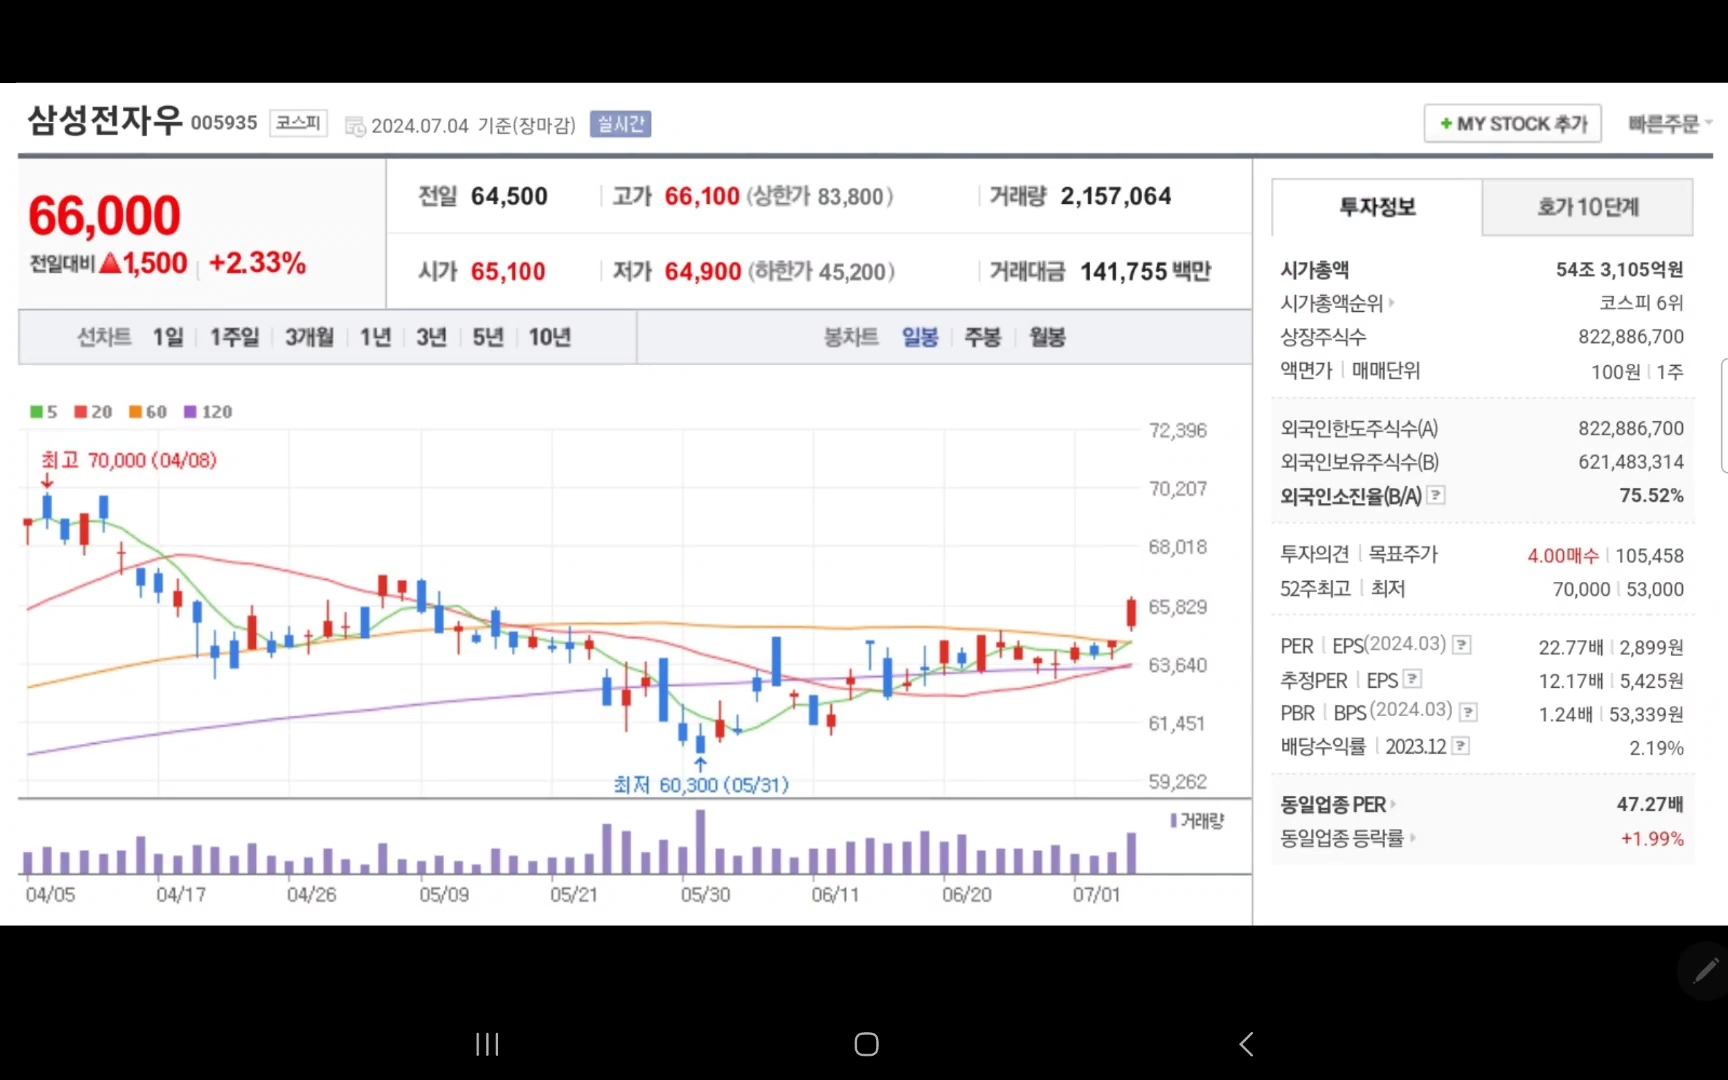 삼성전자우 005935 코스피 2024.07.04 기준(장마감) 실시간
+ MY STOCK 추가 빠른주문
66,000
전일대비 ▲1,500 +2.33%
전일 64,500 고가 66,100 (상한가 83,800) 거래량 2,157,064
시가 65,100 저가 64,900 (하한가 45,200) 거래대금 141,755 백만
선차트 1일 1주일 3개월 1년 3년 5년 10년 봉차트 일봉 주봉 월봉
5 20 60 120
최고 70,000 (04/08)
72,396
70,207
68,018
65,829
63,640
61,451
59,262
최저 60,300 (05/31)
거래량
04/05 04/17 04/26 05/09 05/21 05/30 06/11 06/20 07/01
투자정보 호가 10단계
시가총액 54조 3,105억원
시가총액순위 코스피 6위
상장주식수 822,886,700
액면가 매매단위 100원 1주
외국인한도주식수(A) 822,886,700
외국인보유주식수(B) 621,483,314
외국인소진율(B/A) ? 75.52%
투자의견 목표주가 4.00매수 105,458
52주최고 최저 70,000 53,000
PER EPS(2024.03) ? 22.77배 2,899원
추정PER EPS ? 12.17배 5,425원
PBR BPS (2024.03) ? 1.24배 53,339원
배당수익률 2023.12 ? 2.19%
동일업종 PER 47.27배
동일업종 등락률 +1.99%